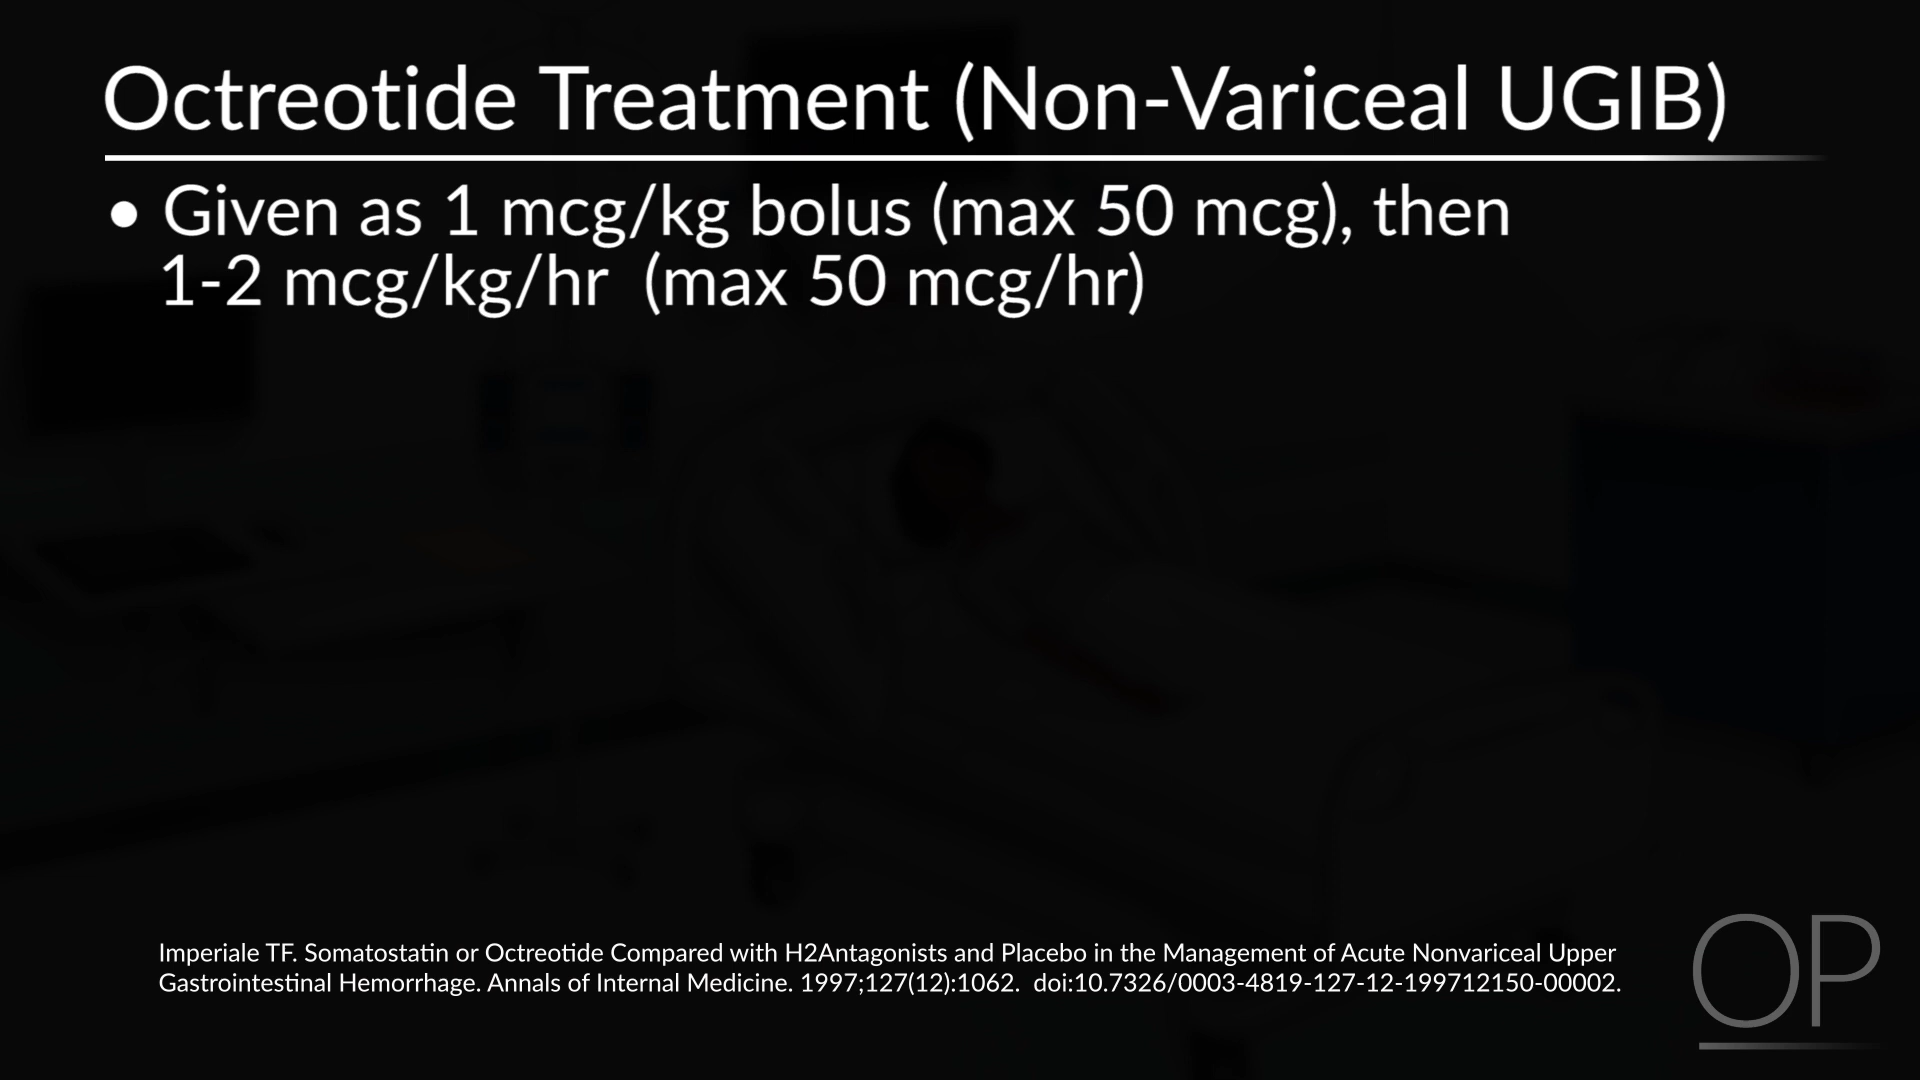 Octreotide Treatment (Non-Variceal UGIB)
• Given as 1 mcg/kg bolus (max 50 mcg), then
1-2 mcg/kg/hr  (max 50 mcg/hr)
Imperiale TF. Somatostatin or Octreotide Compared with H2Antagonists and Placebo in the Management of Acute Nonvariceal Upper
Gastrointestinal Hemorrhage. Annals of Internal Medicine. 1997;127(12):1062.  doi:10.7326/0003-4819-127-12-199712150-00002.
OP